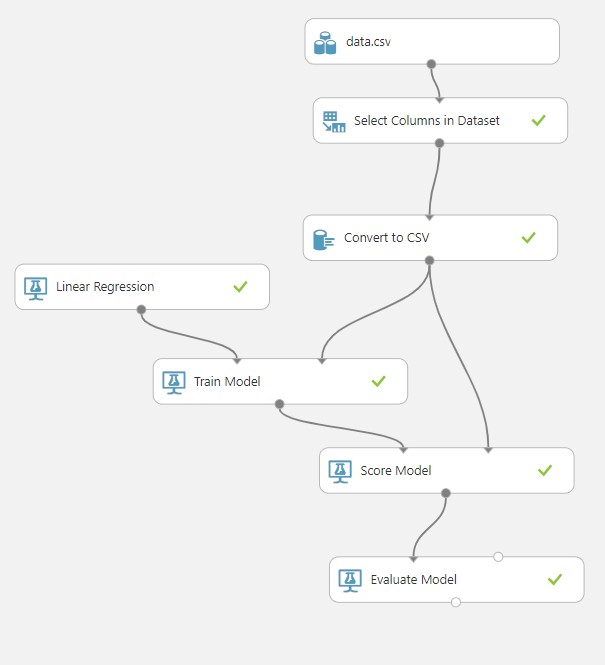 data.csv
Select Columns in Dataset
Convert to CSV
Linear Regression
Train Model
Score Model
Evaluate Model